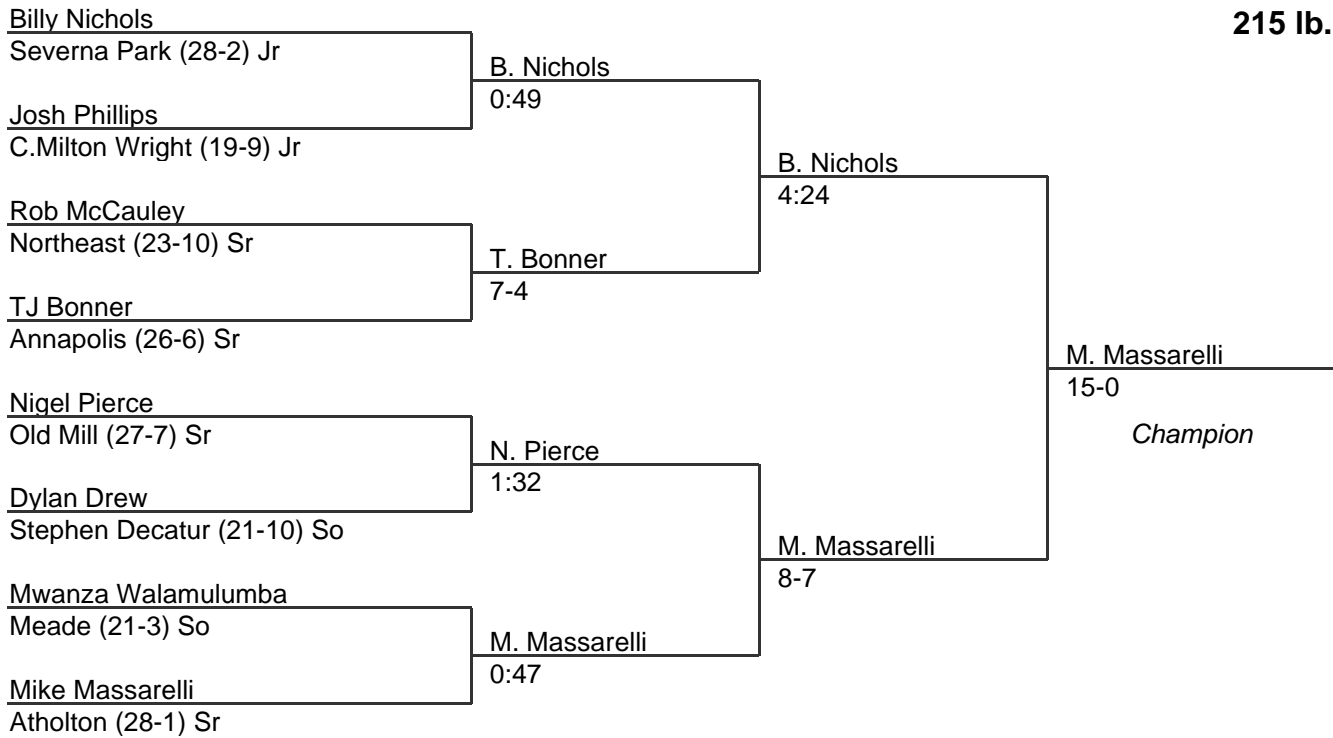 215 lb.
Billy Nichols
Severna Park (28-2) Jr
Josh Phillips
C.Milton Wright (19-9) Jr
Rob McCauley
Northeast (23-10) Sr
TJ Bonner
Annapolis (26-6) Sr
Nigel Pierce
Old Mill (27-7) Sr
Dylan Drew
Stephen Decatur (21-10) So
Mwanza Walamulumba
Meade (21-3) So
Mike Massarelli
Atholton (28-1) Sr
B. Nichols
0:49
T. Bonner
7-4
N. Pierce
1:32
M. Massarelli
0:47
B. Nichols
4:24
M. Massarelli
8-7
M. Massarelli
15-0
Champion